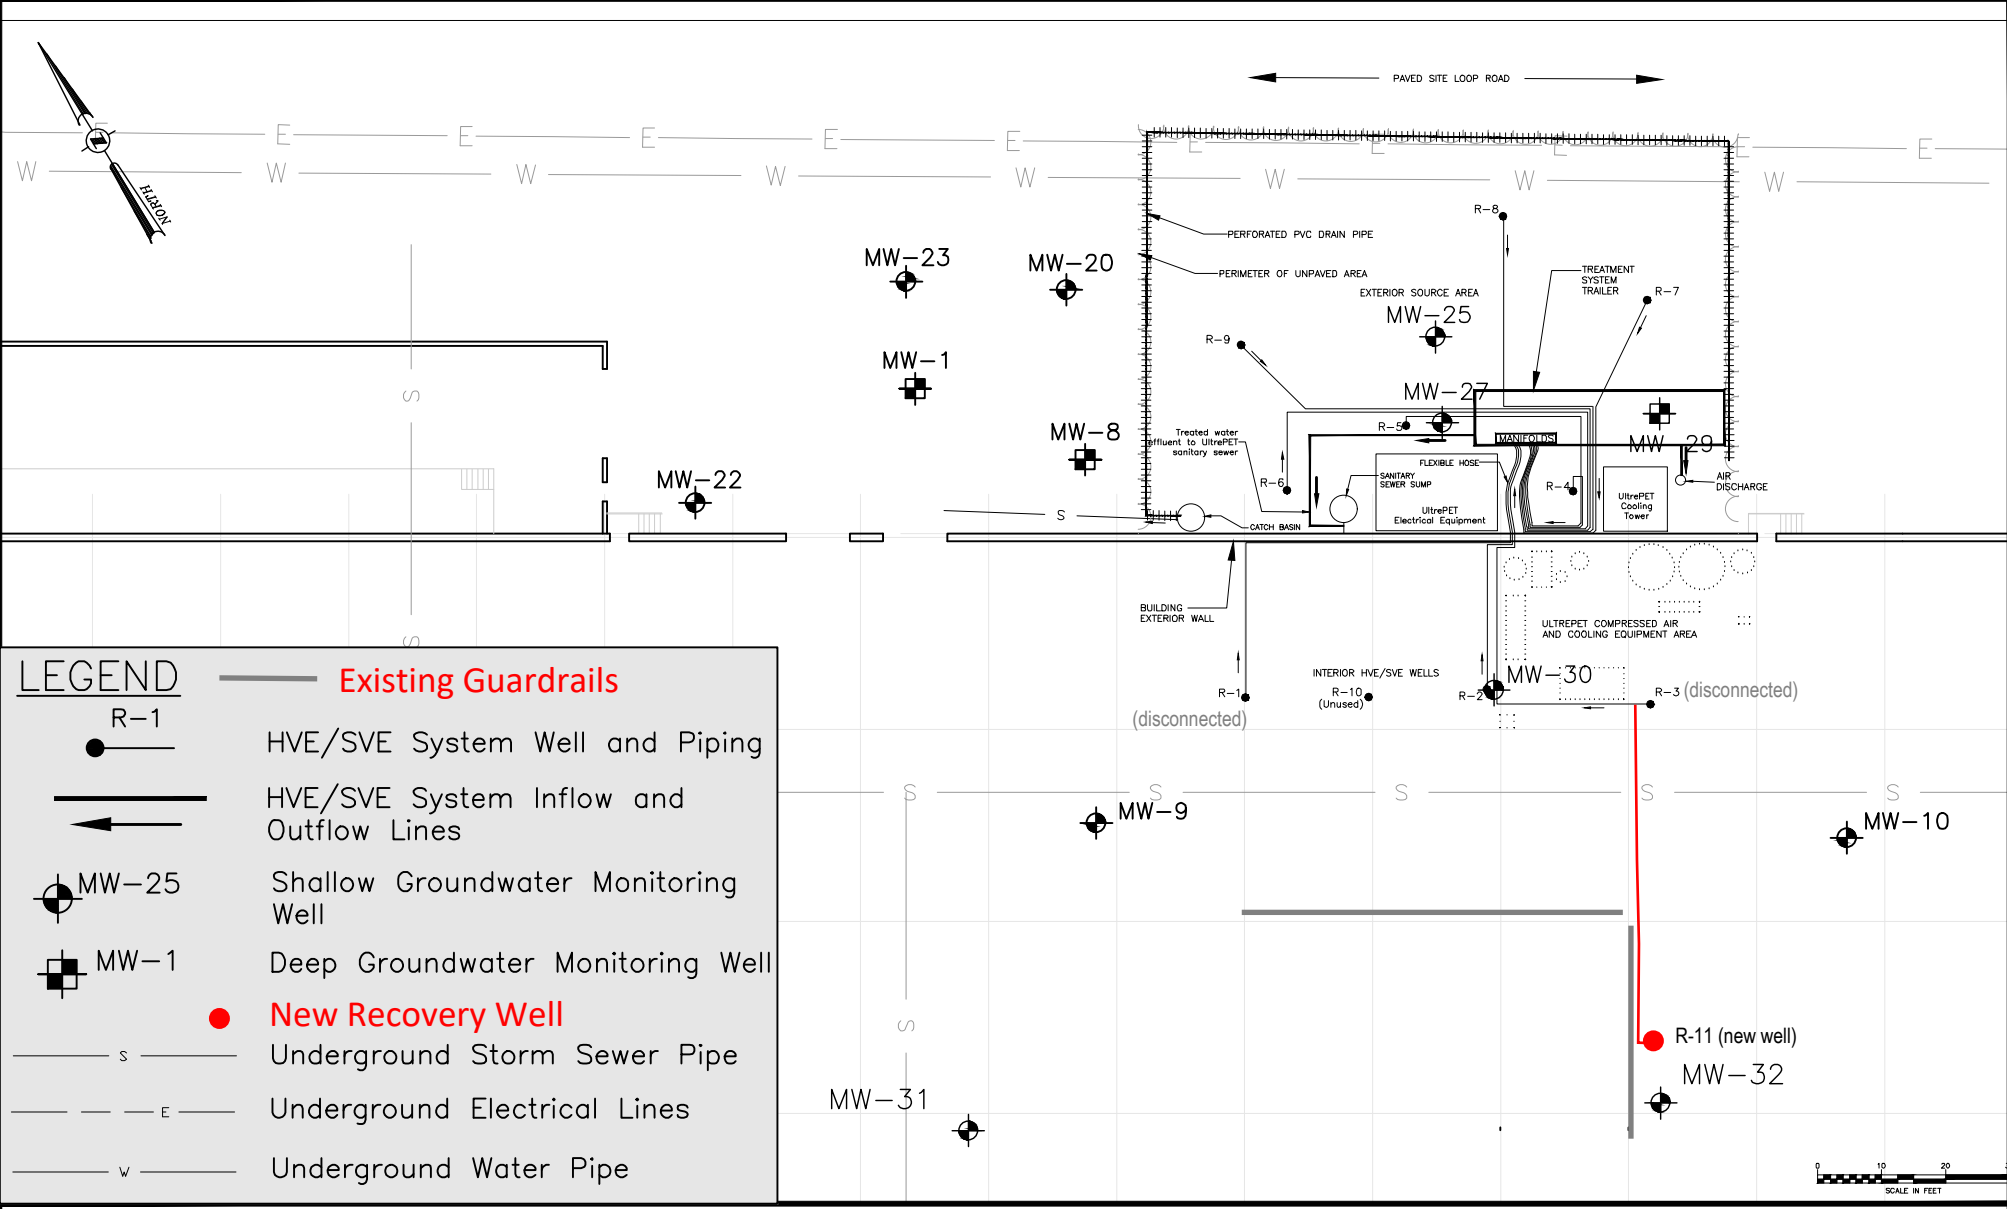 PAVED SITE LOOP ROAD
NORTH
E E E E E E E E E E E
W W W W W W W W
R-8
PERFORATED PVC DRAIN PIPE
MW-23
MW-20
PERIMETER OF UNPAVED AREA
TREATMENT
SYSTEM
TRAILER
EXTERIOR SOURCE AREA
R-7
MW-25
R-9
MW-1
S
MW-27
R-5
MW-8
Treated water
effluent to UltrePET
sanitary sewer
MANIFOLDS
MW-29
FLEXIBLE HOSE
MW-22
R-6
SANITARY
SEWER SUMP
R-4
AIR
DISCHARGE
UltrePET
Cooling
Tower
UltrePET
Electrical Equipment
S
CATCH BASIN
BUILDING
EXTERIOR WALL
ULTREPET COMPRESSED AIR
AND COOLING EQUIPMENT AREA
S
INTERIOR HVE/SVE WELLS
MW-30
R-1
(disconnected)
R-10
(Unused)
R-2
R-3 (disconnected)
S S S S S
MW-9
MW-10
S
R-11 (new well)
MW-32
MW-31
0 10 20
SCALE IN FEET
LEGEND
Existing Guardrails
R-1
HVE/SVE System Well and Piping
HVE/SVE System Inflow and
Outflow Lines
MW-25
Shallow Groundwater Monitoring
Well
MW-1
Deep Groundwater Monitoring Well
New Recovery Well
S
Underground Storm Sewer Pipe
E
Underground Electrical Lines
W
Underground Water Pipe